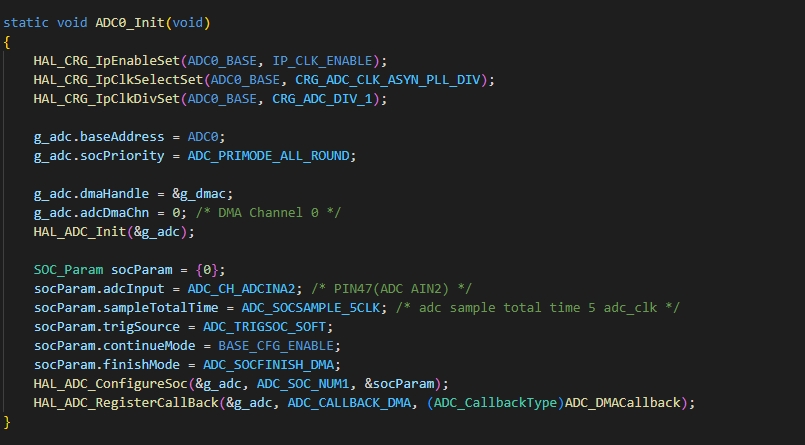 static void ADC0_Init(void)
{
    HAL_CRG_IpEnableSet(ADC0_BASE, IP_CLK_ENABLE);
    HAL_CRG_IpClkSelectSet(ADC0_BASE, CRG_ADC_CLK_ASYN_PLL_DIV);
    HAL_CRG_IpClkDivSet(ADC0_BASE, CRG_ADC_DIV_1);

    g_adc.baseAddress = ADC0;
    g_adc.socPriority = ADC_PRIMODE_ALL_ROUND;

    g_adc.dmaHandle = &g_dmac;
    g_adc.adcDmaChn = 0; /* DMA Channel 0 */
    HAL_ADC_Init(&g_adc);

    SOC_Param socParam = {0};
    socParam.adcInput = ADC_CH_ADCINA2; /* PIN47(ADC AIN2) */
    socParam.sampleTotalTime = ADC_SOCSAMPLE_5CLK; /* adc sample total time 5 adc_clk */
    socParam.trigSource = ADC_TRIGSOC_SOFT;
    socParam.continueMode = BASE_CFG_ENABLE;
    socParam.finishMode = ADC_SOCFINISH_DMA;
    HAL_ADC_ConfigureSoc(&g_adc, ADC_SOC_NUM1, &socParam);
    HAL_ADC_RegisterCallBack(&g_adc, ADC_CALLBACK_DMA, (ADC_CallbackType)ADC_DMACallback);
}